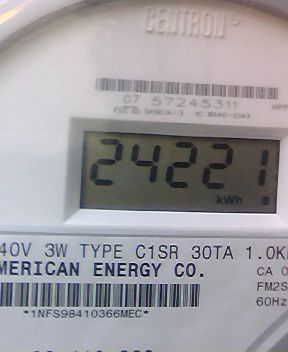 CENTRON
07 57245311
24221
kWh
40V 3W TYPE C1SR 30TA 1.0K
MERICAN ENERGY CO.
CA 0
FM2S
60Hz
*1NFS98410366MEC*